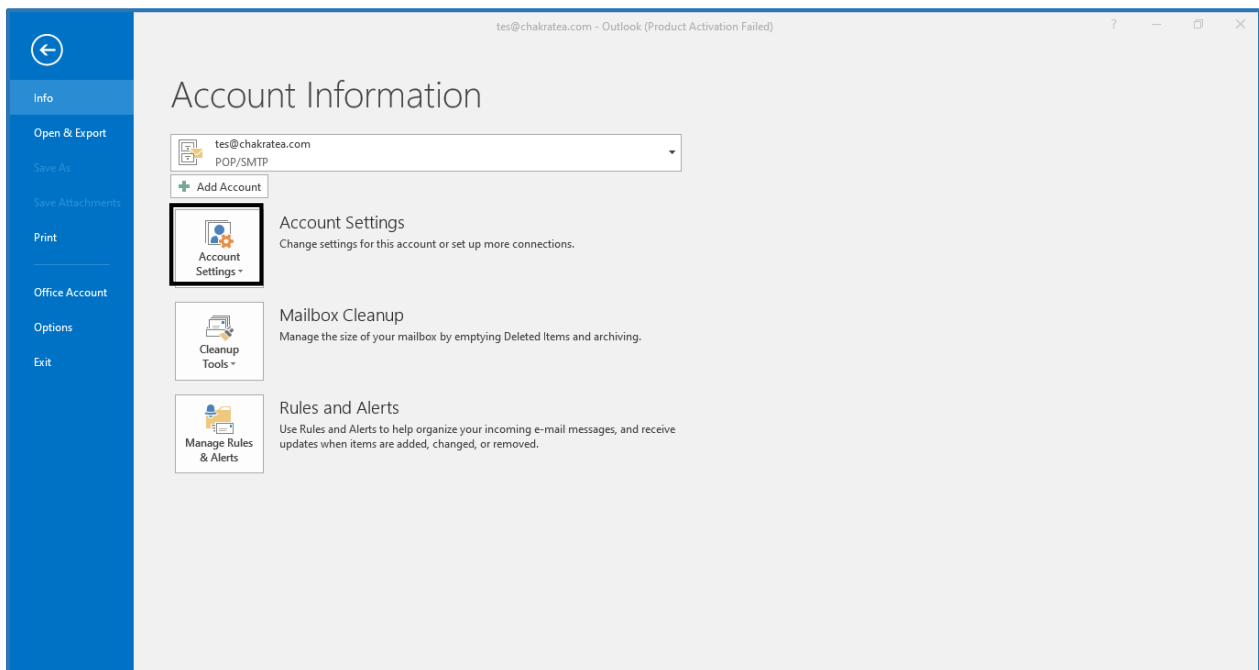 tes@chakratea.com - Outlook (Product Activation Failed)
?
Info
Open & Export
Save As
Save Attachments
Print
Office Account
Options
Exit
Account Information
tes@chakratea.com
POP/SMTP
Add Account
Account
Settings
Account Settings
Change settings for this account or set up more connections.
Cleanup
Tools
Mailbox Cleanup
Manage the size of your mailbox by emptying Deleted Items and archiving.
Manage Rules
& Alerts
Rules and Alerts
Use Rules and Alerts to help organize your incoming e-mail messages, and receive
updates when items are added, changed, or removed.